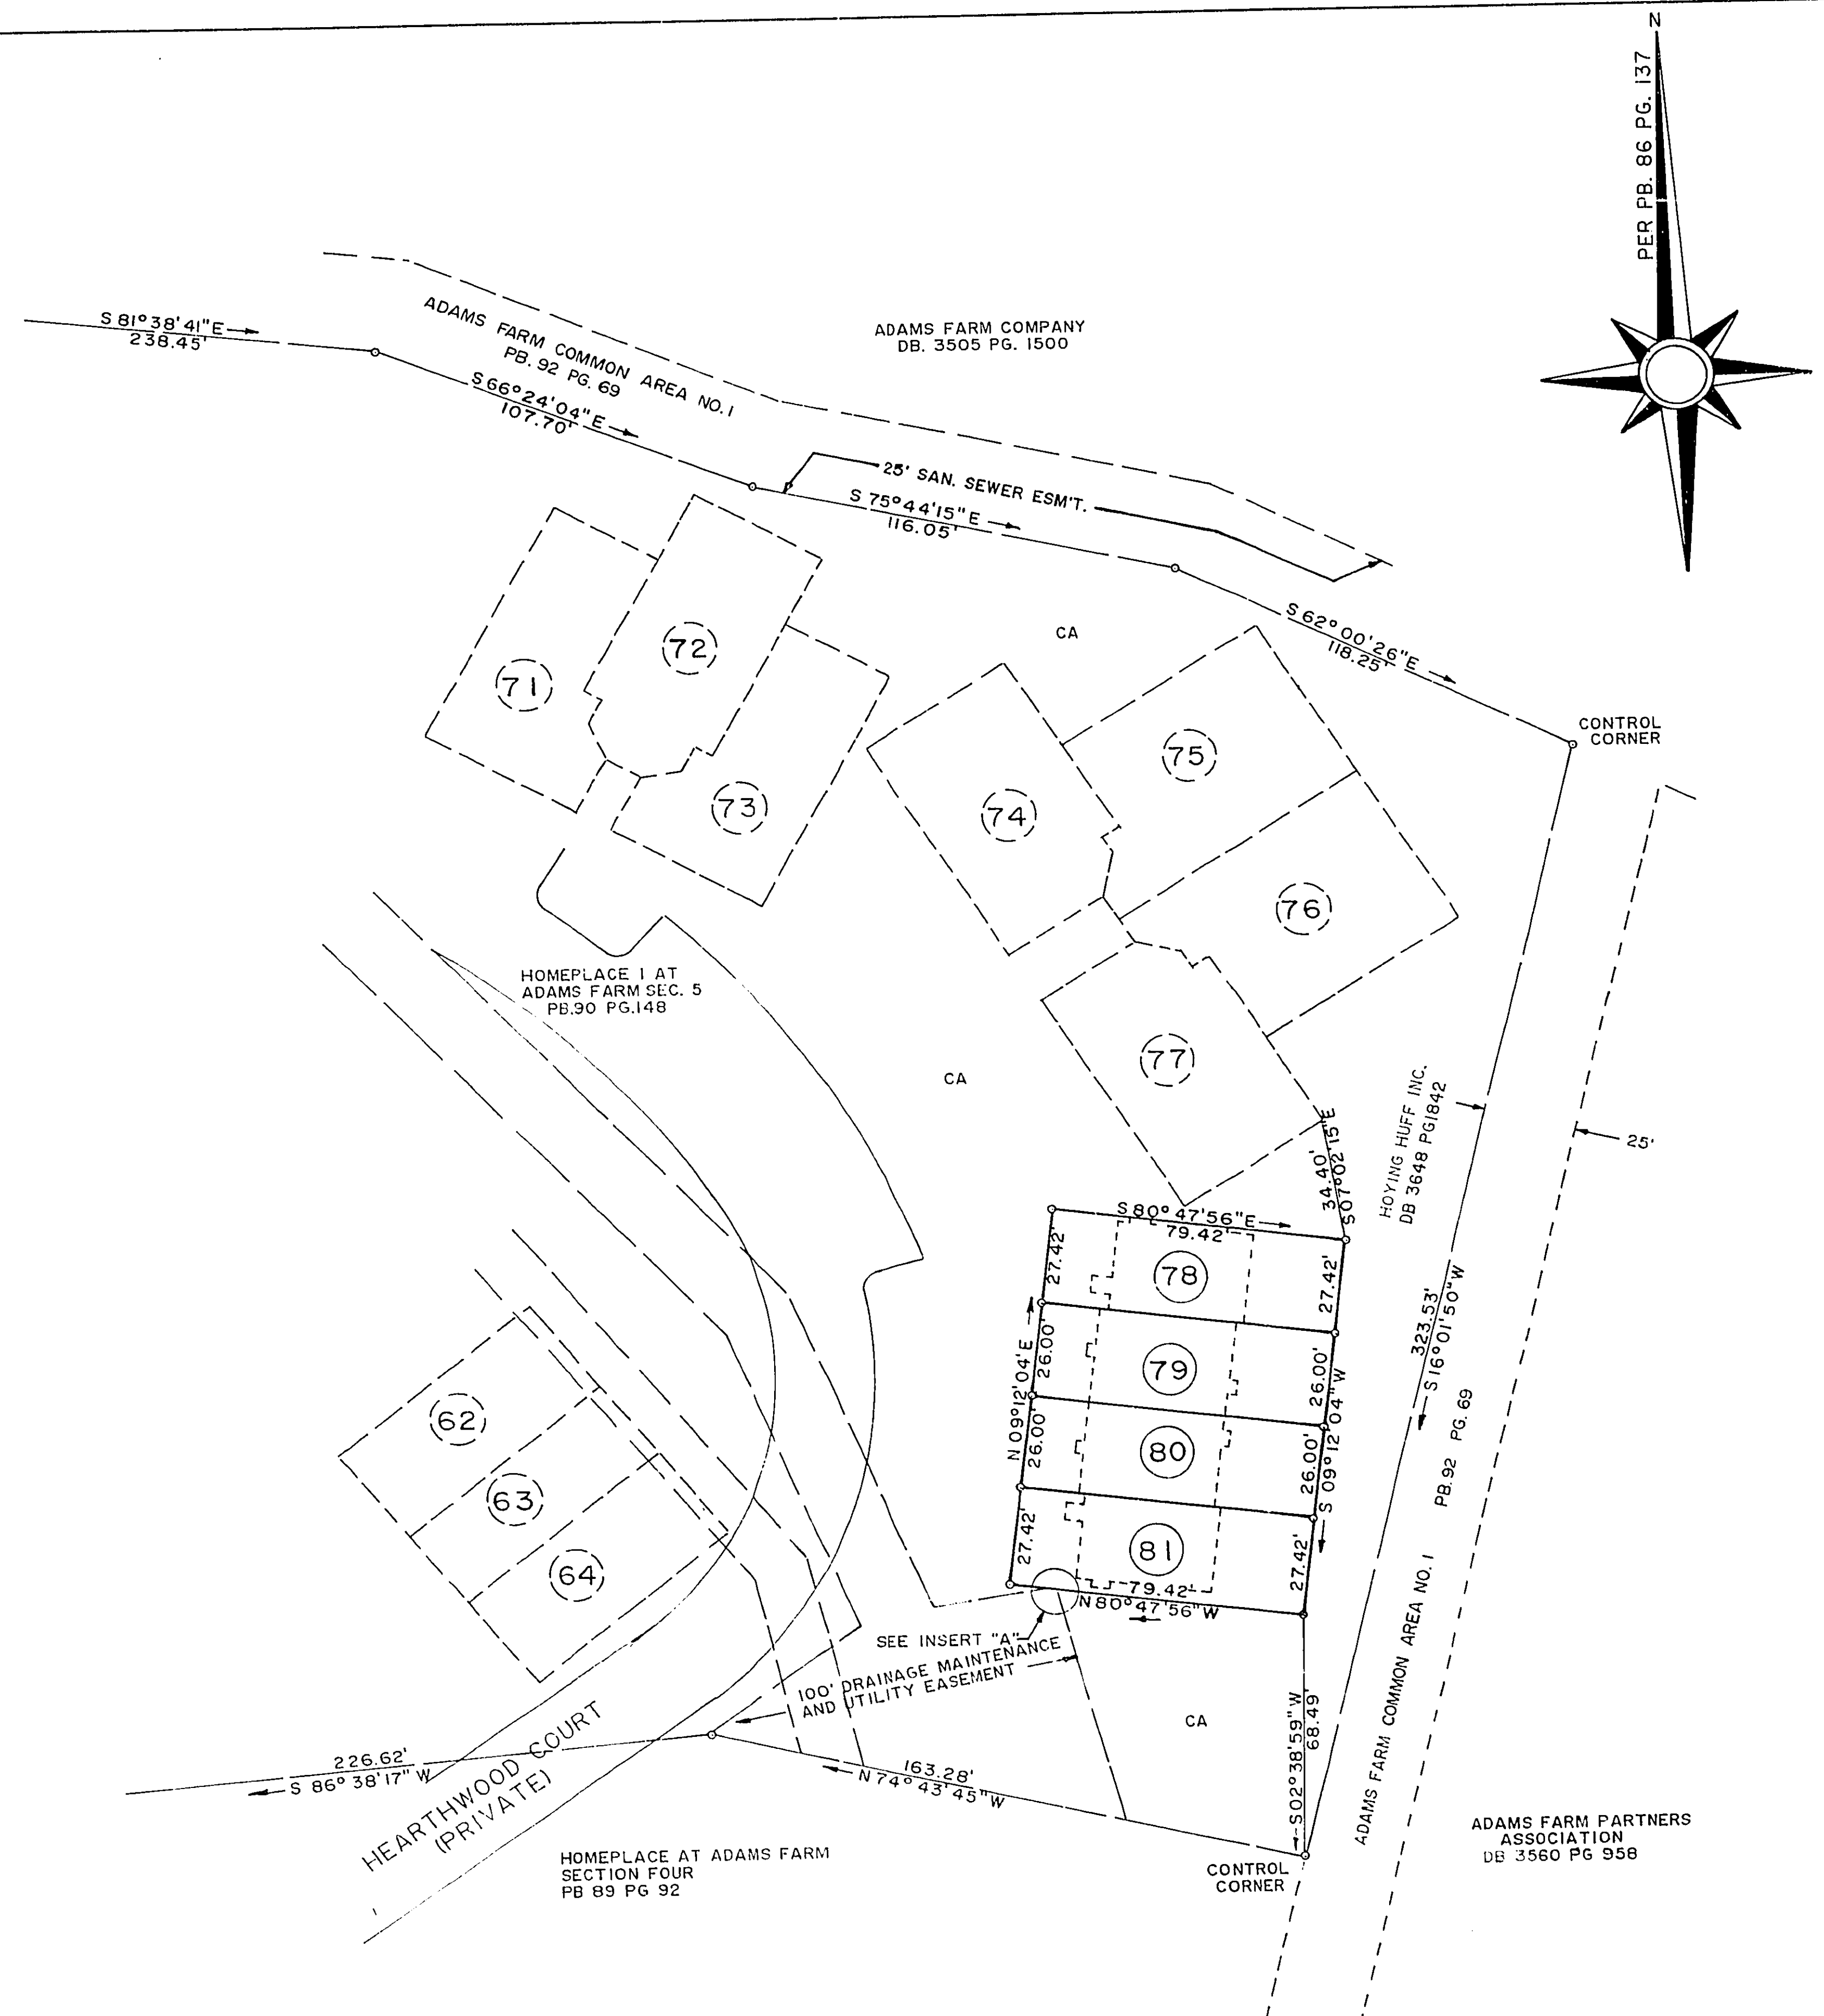 N
PER PB. 86 PG. 137
S 81°38'41"E
238.45'
ADAMS FARM COMMON AREA NO. 1
PB. 92 PG. 69
ADAMS FARM COMPANY
DB. 3505 PG. 1500
S 66°24'04"E
107.70'
25' SAN. SEWER ESM'T.
S 75°44'15"E
116.05'
S 62°00'26"E
118.25'
CA
CONTROL
CORNER
71
72
73
74
75
76
77
HOMEPLACE 1 AT
ADAMS FARM SEC. 5
PB.90 PG.148
CA
34.40'
S07°02'15"E
HOYING HUFF INC.
DB 3648 PG1842
25'
S 80°47'56"E
79.42'
27.42'
78
27.42'
N 09°12'04'E
26.00'
79
26.00'
26.00'
80
26.00'
S 09°12'04"W
27.42'
81
27.42'
79.42'
N80°47'56"W
323.53'
S16°01'50"W
PB.92 PG. 69
ADAMS FARM COMMON AREA NO. 1
62
63
64
SEE INSERT "A"
100' DRAINAGE MAINTENANCE
AND UTILITY EASEMENT
CA
S02°38'59"W
68.49'
226.62'
S 86°38'17"W
163.28'
N74°43'45"W
HEARTHWOOD COURT
(PRIVATE)
HOMEPLACE AT ADAMS FARM
SECTION FOUR
PB 89 PG 92
CONTROL
CORNER
ADAMS FARM PARTNERS
ASSOCIATION
DB 3560 PG 958